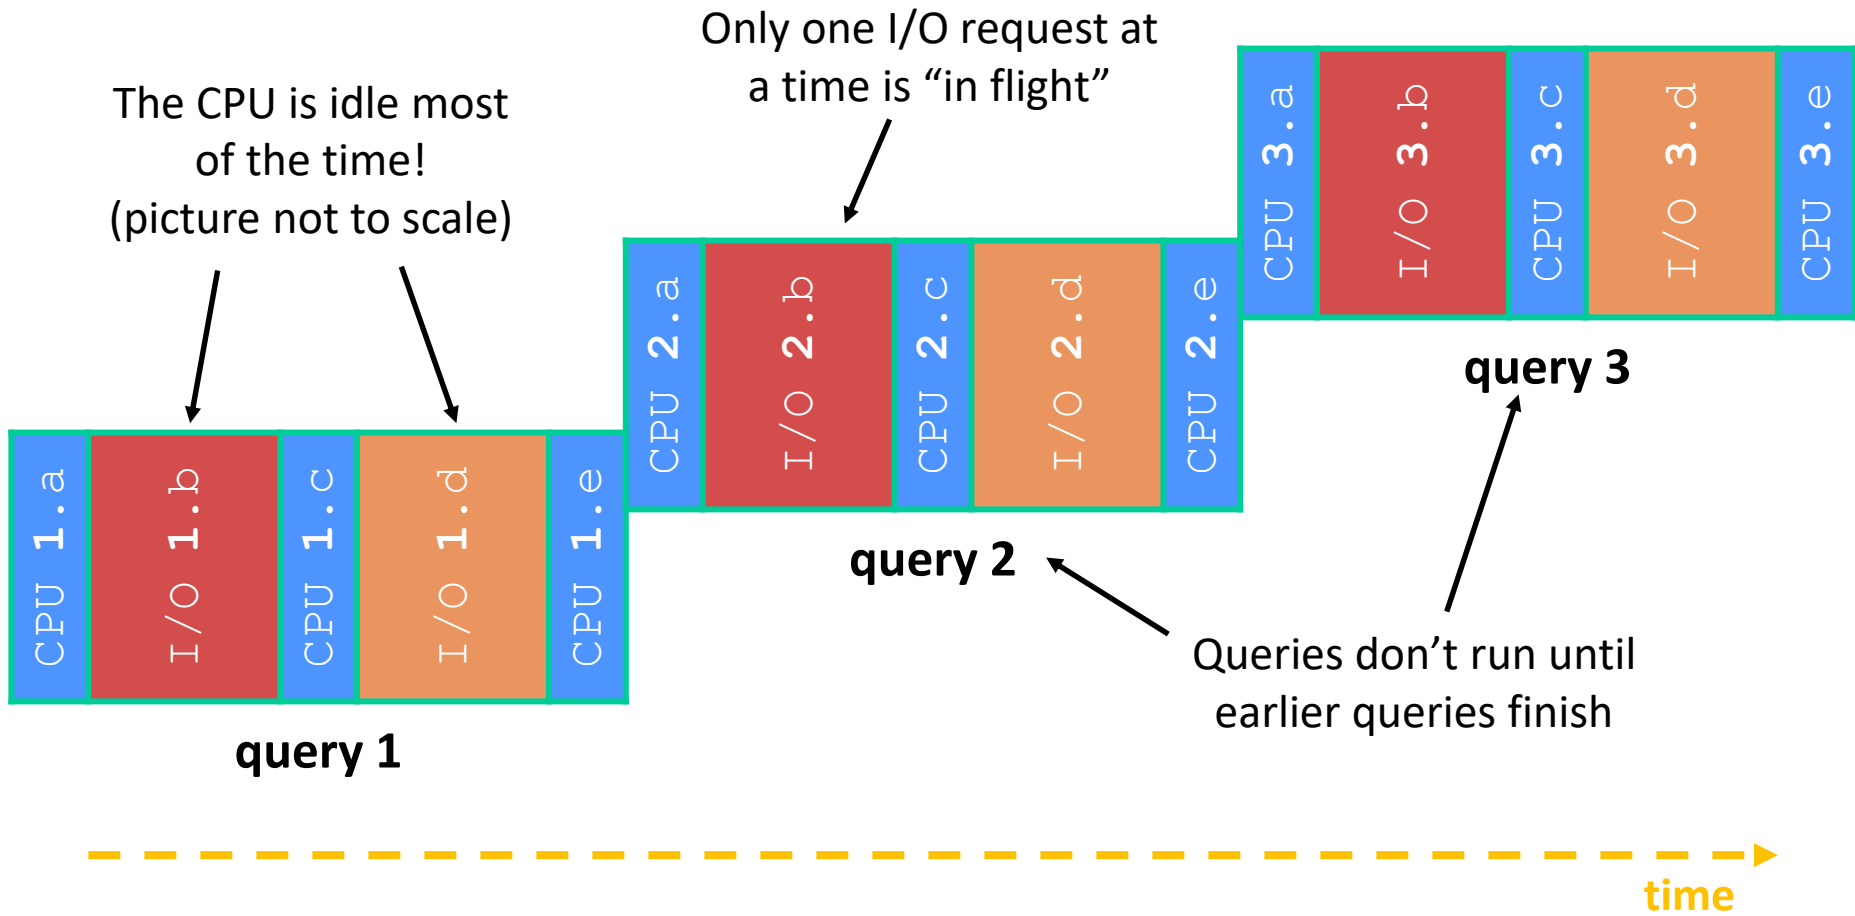 The CPU is idle most
of the time!
(picture not to scale)
Only one I/O request at
a time is “in flight”
CPU 1.a
I/O 1.b
CPU 1.c
I/O 1.d
CPU 1.e
query 1
CPU 2.a
I/O 2.b
CPU 2.c
I/O 2.d
CPU 2.e
query 2
CPU 3.a
I/O 3.b
CPU 3.c
I/O 3.d
CPU 3.e
query 3
Queries don’t run until
earlier queries finish
time